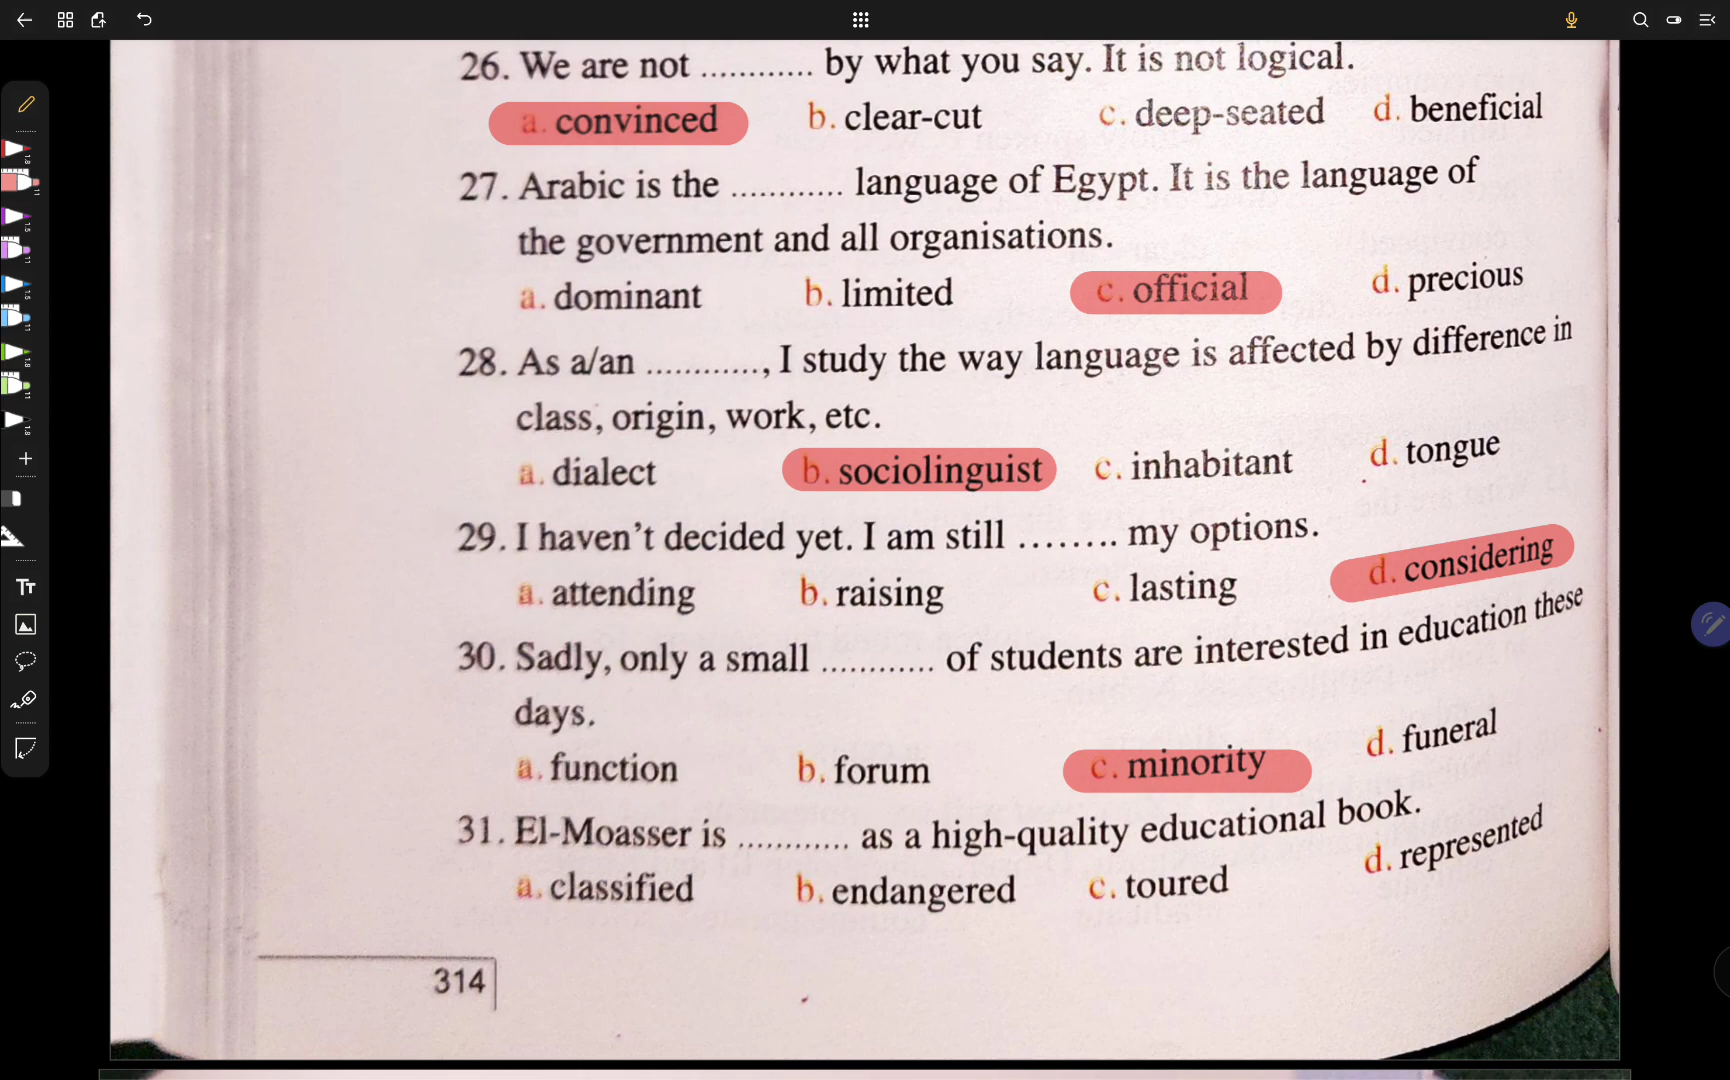 26. We are not ............ by what you say. It is not logical.
a. convinced b. clear-cut c. deep-seated d. beneficial
27. Arabic is the ............ language of Egypt. It is the language of
the government and all organisations.
a. dominant b. limited c. official d. precious
28. As a/an ............, I study the way language is affected by difference in
class, origin, work, etc.
a. dialect b. sociolinguist c. inhabitant d. tongue
29. I haven't decided yet. I am still ........ my options.
a. attending b. raising c. lasting d. considering
30. Sadly, only a small ............ of students are interested in education these
days.
a. function b. forum c. minority d. funeral
31. El-Moasser is ............ as a high-quality educational book.
a. classified b. endangered c. toured d. represented
314